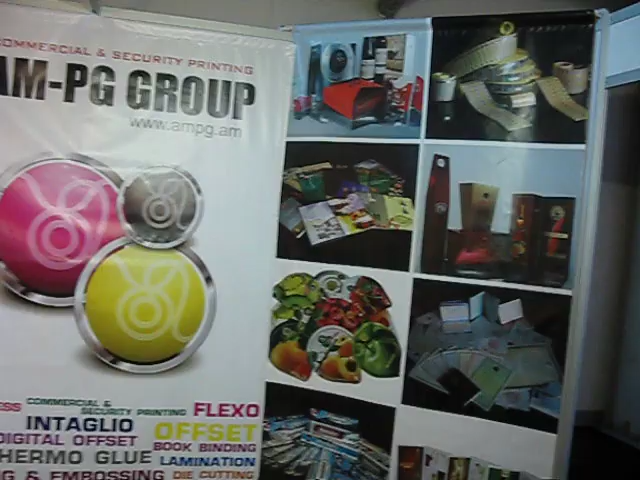 COMMERCIAL & SECURITY PRINTING
AM-PG GROUP
www.ampg.am
COMMERCIAL &
SECURITY PRINTING
FLEXO
INTAGLIO
OFFSET
DIGITAL OFFSET
BOOK BINDING
THERMO GLUE
LAMINATION
& EMBOSSING
DIE CUTTING